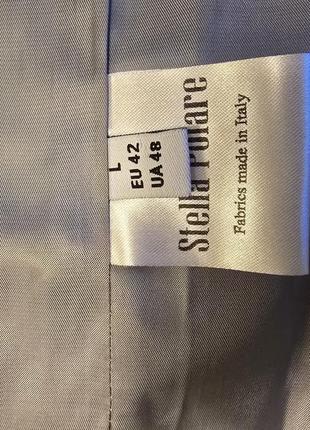 Stella Polare
Fabrics made in Italy
L
EU 42
UA 48